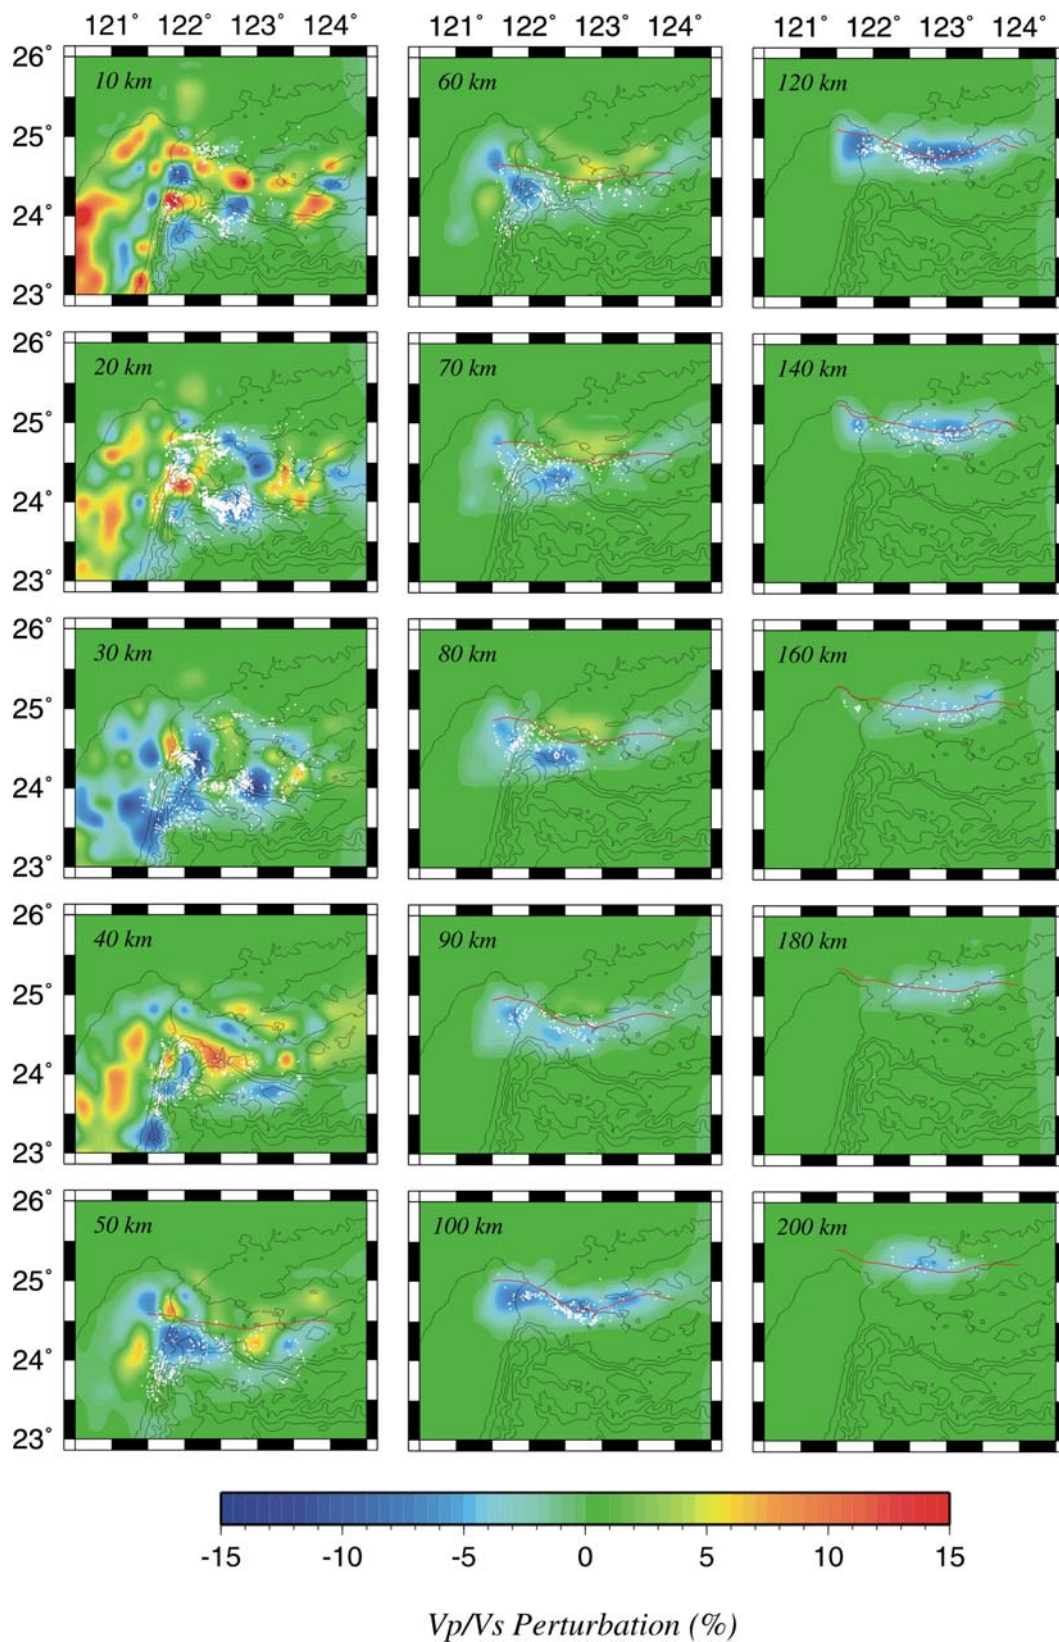 121° 122° 123° 124° 121° 122° 123° 124° 121° 122° 123° 124°
26° 10 km 60 km 120 km
25°
24°
23°
26° 20 km 70 km 140 km
25°
24°
23°
26° 30 km 80 km 160 km
25°
24°
23°
26° 40 km 90 km 180 km
25°
24°
23°
26° 50 km 100 km 200 km
25°
24°
23°
-15 -10 -5 0 5 10 15
Vp/Vs Perturbation (%)